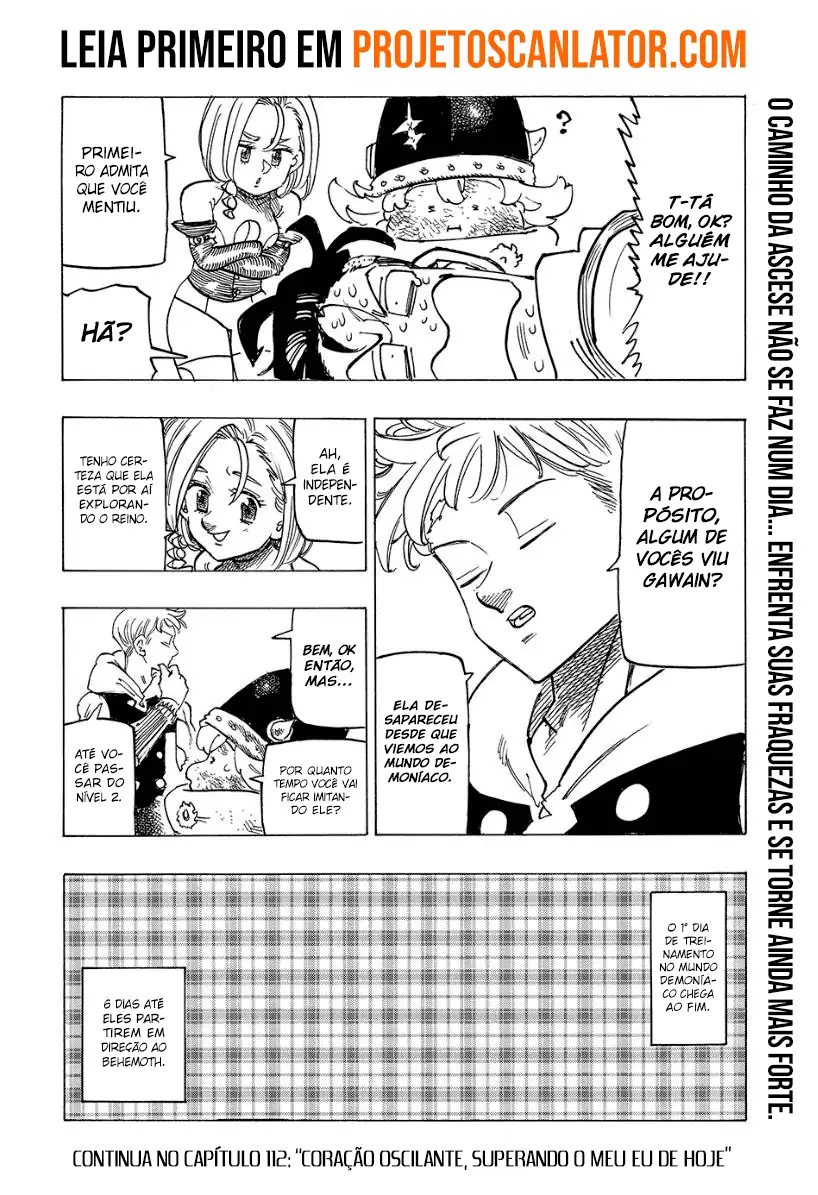 LEIA PRIMEIRO EM PROJETOSCANLATOR.COM
T-TÁ
BOM, OK?
ALGUÉM
ME AJU-
DE!!
?
PRIMEI-
RO ADMITA
QUE VOCÊ
MENTIU.
HÃ?
A PRO-
PÓSITO,
ALGUM DE
VOCÊS VIU
GAWAIN?
ELA DE-
SAPARECEU
DESDE QUE
VIEMOS AO
MUNDO DE-
MONÍACO.
AH,
ELA É
INDEPEN-
DENTE.
TENHO CER-
TEZA QUE ELA
ESTÁ POR AÍ
EXPLORAN-
DO O REINO.
BEM, OK
ENTÃO,
MAS...
POR QUANTO
TEMPO VOCÊ VAI
FICAR IMITAN-
DO ELE?
ATÉ VO-
CÊ PAS-
SAR DO
NÍVEL 2.
O 1° DIA
DE TREI-
NAMENTO
NO MUNDO
DEMONÍA-
CO CHEGA
AO FIM.
6 DIAS ATÉ
ELES PAR-
TIREM EM
DIREÇÃO AO
BEHEMOTH.
O CAMINHO DA ASCESE NÃO SE FAZ NUM DIA... ENFRENTA SUAS FRAQUEZAS E SE TORNE AINDA MAIS FORTE.
CONTINUA NO CAPÍTULO 112: "CORAÇÃO OSCILANTE, SUPERANDO O MEU EU DE HOJE"